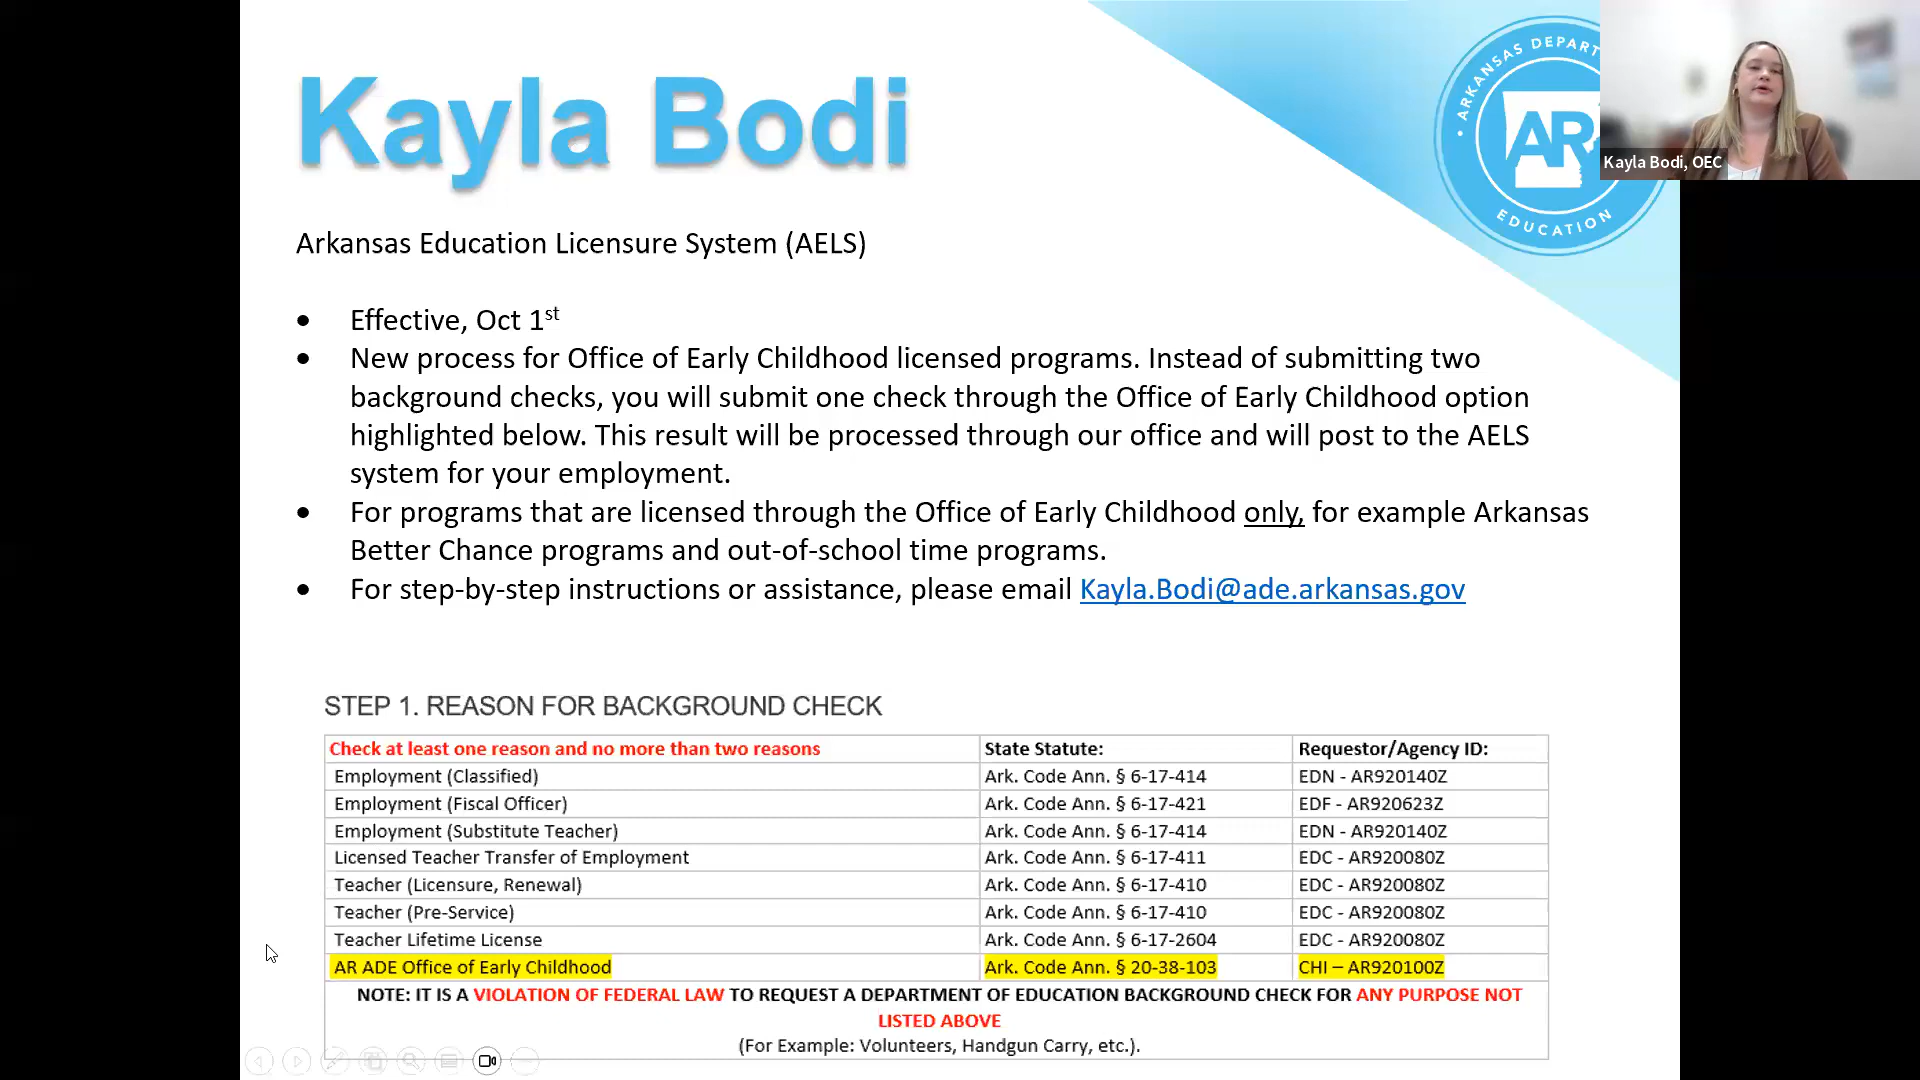 Kayla Bodi
ARKANSAS DEPART
AR
EDUCATION
Kayla Bodi, OEC
Arkansas Education Licensure System (AELS)
• Effective, Oct 1st
• New process for Office of Early Childhood licensed programs. Instead of submitting two
background checks, you will submit one check through the Office of Early Childhood option
highlighted below. This result will be processed through our office and will post to the AELS
system for your employment.
• For programs that are licensed through the Office of Early Childhood only, for example Arkansas
Better Chance programs and out-of-school time programs.
• For step-by-step instructions or assistance, please email Kayla.Bodi@ade.arkansas.gov
STEP 1. REASON FOR BACKGROUND CHECK
Check at least one reason and no more than two reasons State Statute: Requestor/Agency ID:
Employment (Classified) Ark. Code Ann. § 6-17-414 EDN - AR920140Z
Employment (Fiscal Officer) Ark. Code Ann. § 6-17-421 EDF - AR920623Z
Employment (Substitute Teacher) Ark. Code Ann. § 6-17-414 EDN - AR920140Z
Licensed Teacher Transfer of Employment Ark. Code Ann. § 6-17-411 EDC - AR920080Z
Teacher (Licensure, Renewal) Ark. Code Ann. § 6-17-410 EDC - AR920080Z
Teacher (Pre-Service) Ark. Code Ann. § 6-17-410 EDC - AR920080Z
Teacher Lifetime License Ark. Code Ann. § 6-17-2604 EDC - AR920080Z
AR ADE Office of Early Childhood Ark. Code Ann. § 20-38-103 CHI – AR920100Z
NOTE: IT IS A VIOLATION OF FEDERAL LAW TO REQUEST A DEPARTMENT OF EDUCATION BACKGROUND CHECK FOR ANY PURPOSE NOT
LISTED ABOVE
(For Example: Volunteers, Handgun Carry, etc.).